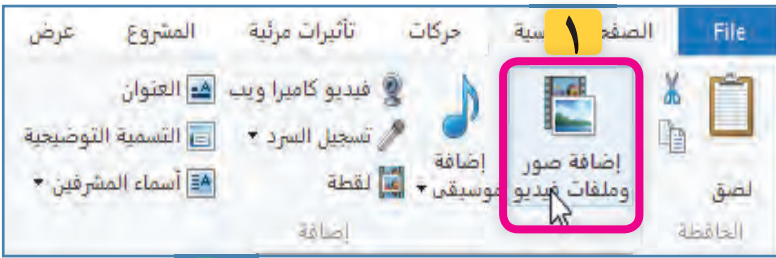 File الصفحة الرئيسية حركات تأثيرات مرئية المشروع عرض
١
لصق
الحافظة
إضافة صور
وملفات فيديو
إضافة
موسيقى
فيديو كاميرا ويب
تسجيل السرد
لقطة
العنوان
التسمية التوضيحية
أسماء المشرفين
إضافة